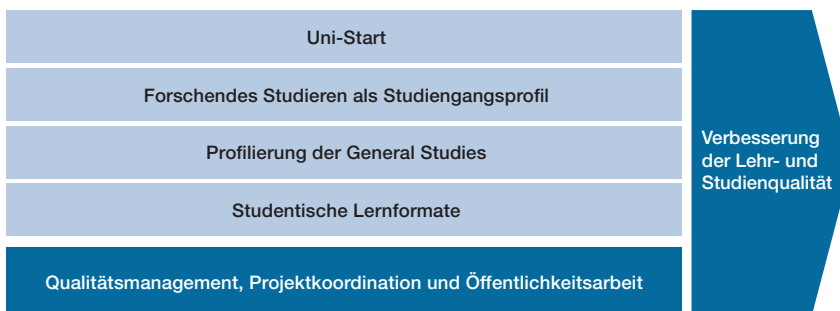 Uni-Start
Forschendes Studieren als Studiengangsprofil
Profilierung der General Studies
Studentische Lernformate
Qualitätsmanagement, Projektkoordination und Öffentlichkeitsarbeit
Verbesserung
der Lehr- und
Studienqualität